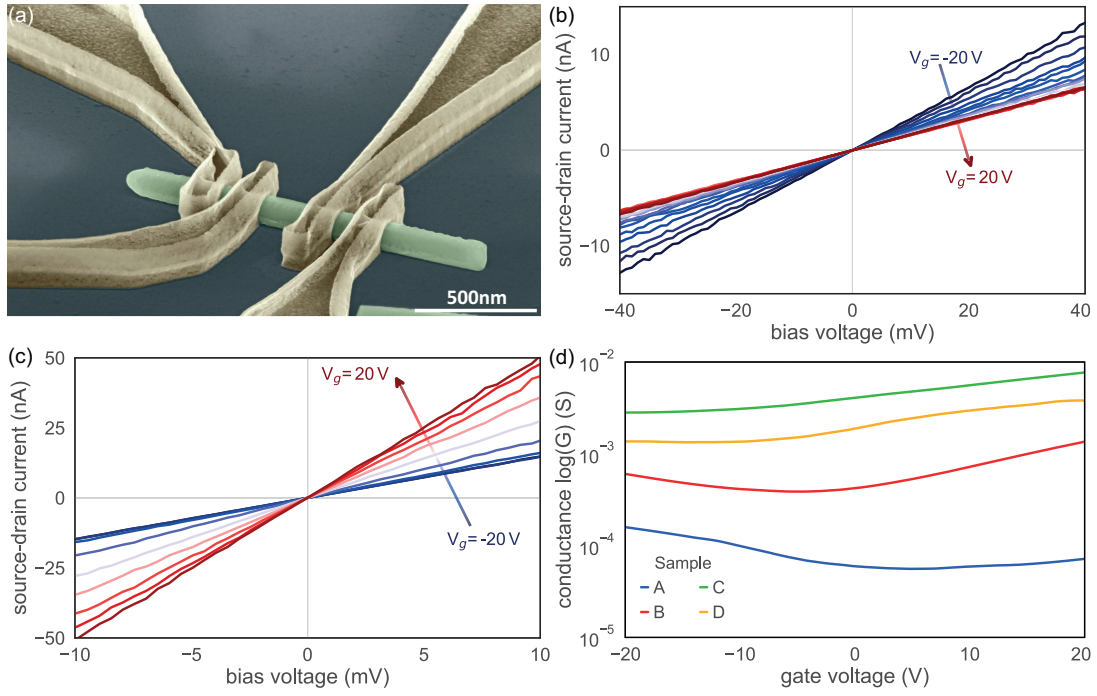 (a)
500nm
(b)
source-drain current (nA)
10
0
−10
V_g= -20 V
V_g= 20 V
−40
−20
0
20
40
bias voltage (mV)
(c)
source-drain current (nA)
50
25
0
−25
−50
V_g= 20 V
V_g= -20 V
−10
−5
0
5
10
bias voltage (mV)
(d)
conductance log(G) (S)
10⁻²
10⁻³
10⁻⁴
10⁻⁵
Sample
A C
B D
−20
−10
0
10
20
gate voltage (V)